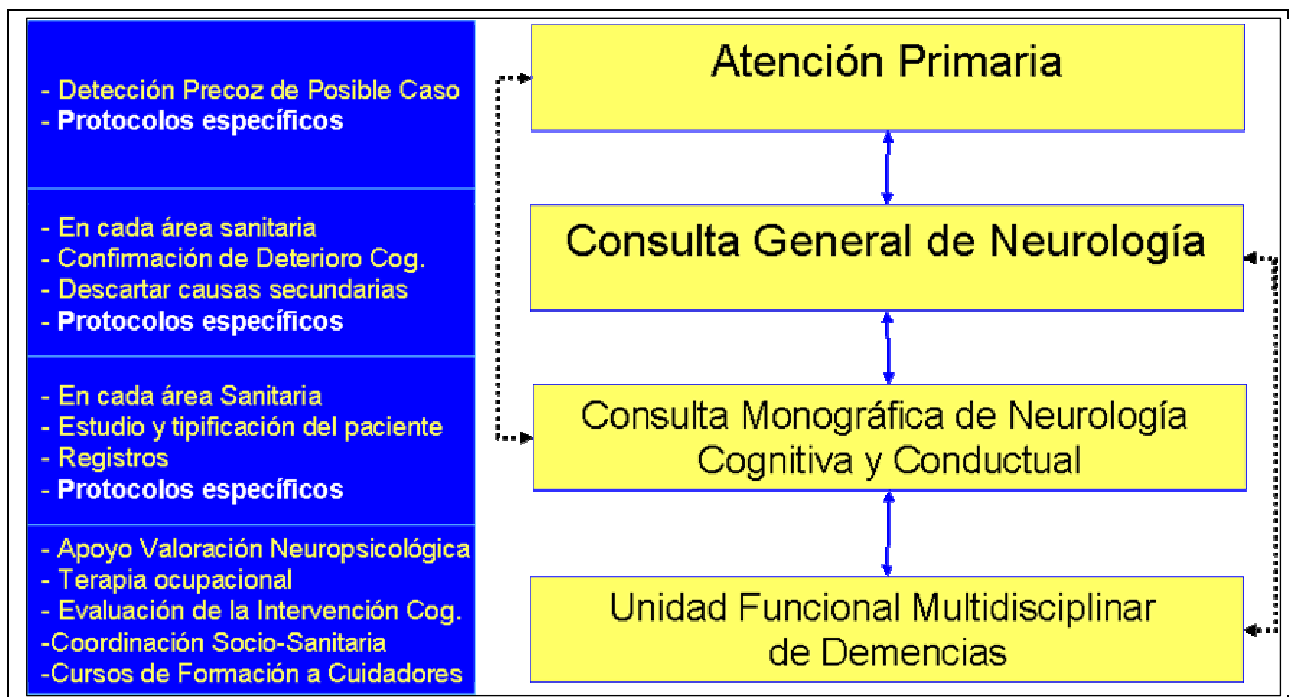 - Detección Precoz de Posible Caso
- Protocolos específicos
Atención Primaria
- En cada área sanitaria
- Confirmación de Deterioro Cog.
- Descartar causas secundarias
- Protocolos específicos
Consulta General de Neurología
- En cada área Sanitaria
- Estudio y tipificación del paciente
- Registros
- Protocolos específicos
Consulta Monográfica de Neurología
Cognitiva y Conductual
- Apoyo Valoración Neuropsicológica
- Terapia ocupacional
- Evaluación de la Intervención Cog.
-Coordinación Socio-Sanitaria
-Cursos de Formación a Cuidadores
Unidad Funcional Multidisciplinar
de Demencias